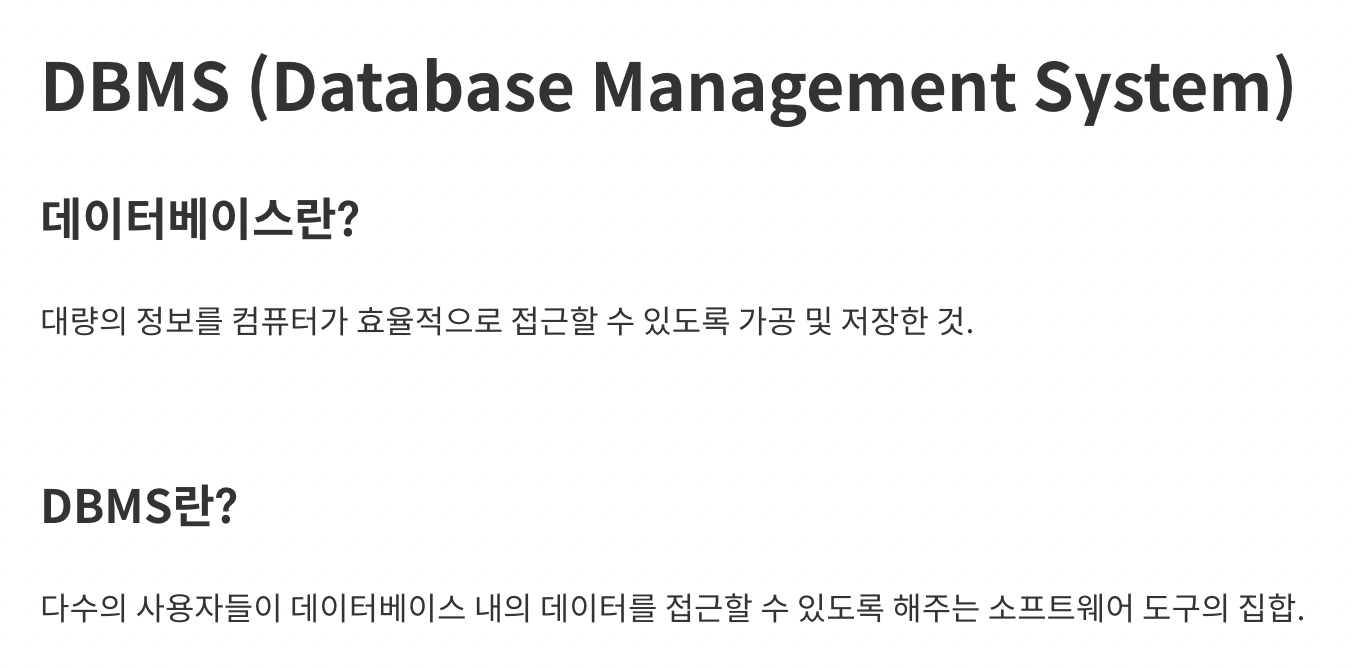 DBMS (Database Management System)
데이터베이스란?
대량의 정보를 컴퓨터가 효율적으로 접근할 수 있도록 가공 및 저장한 것.
DBMS란?
다수의 사용자들이 데이터베이스 내의 데이터를 접근할 수 있도록 해주는 소프트웨어 도구의 집합.